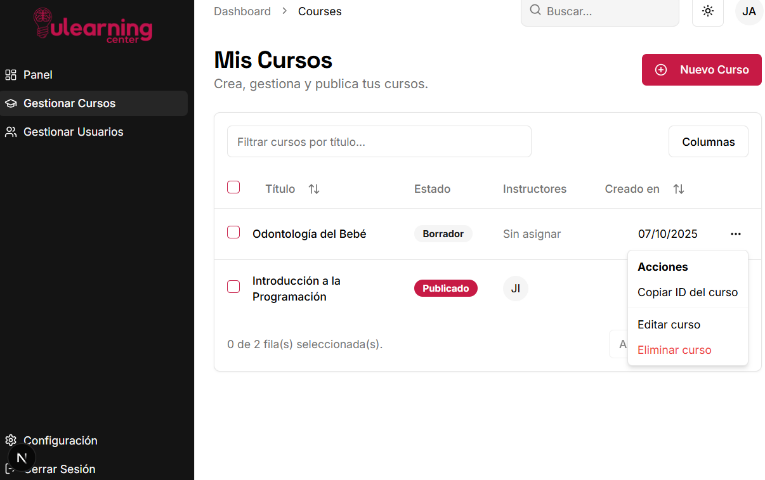 ulearning
center
Dashboard > Courses
Buscar...
JA
Panel
Gestionar Cursos
Gestionar Usuarios
Mis Cursos
Crea, gestiona y publica tus cursos.
Nuevo Curso
Filtrar cursos por título...
Columnas
Título Estado Instructores Creado en
Odontología del Bebé Borrador Sin asignar 07/10/2025 ...
Introducción a la
Programación
Publicado JI
Acciones
Copiar ID del curso
Editar curso
Eliminar curso
0 de 2 fila(s) seleccionada(s).
Configuración
N
Cerrar Sesión